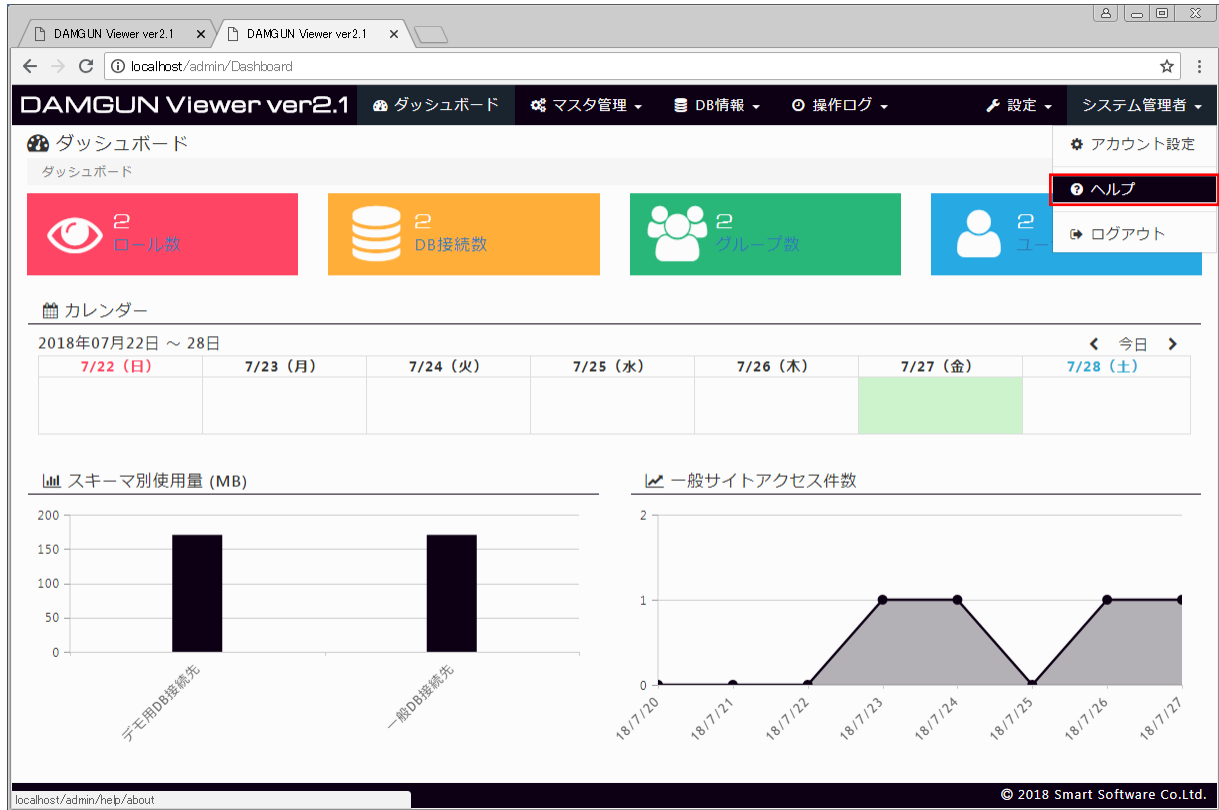 DAMGUN Viewer ver2.1
DAMGUN Viewer ver2.1
localhost/admin/Dashboard
DAMGUN Viewer ver2.1 ダッシュボード マスタ管理 DB情報 操作ログ 設定 システム管理者
ダッシュボード
アカウント設定
ダッシュボード
ヘルプ
ログアウト
2
ロール数
2
DB接続数
2
グループ数
2
ユー
カレンダー
2018年07月22日 ~ 28日
今日
7/22 (日) 7/23 (月) 7/24 (火) 7/25 (水) 7/26 (木) 7/27 (金) 7/28 (土)
スキーマ別使用量 (MB)
200
150
100
50
0
デモ用DB接続先
一般DB接続先
一般サイトアクセス件数
2
1
0
18/7/20
18/7/21
18/7/22
18/7/23
18/7/24
18/7/25
18/7/26
18/7/27
localhost/admin/help/about
© 2018 Smart Software Co.Ltd.